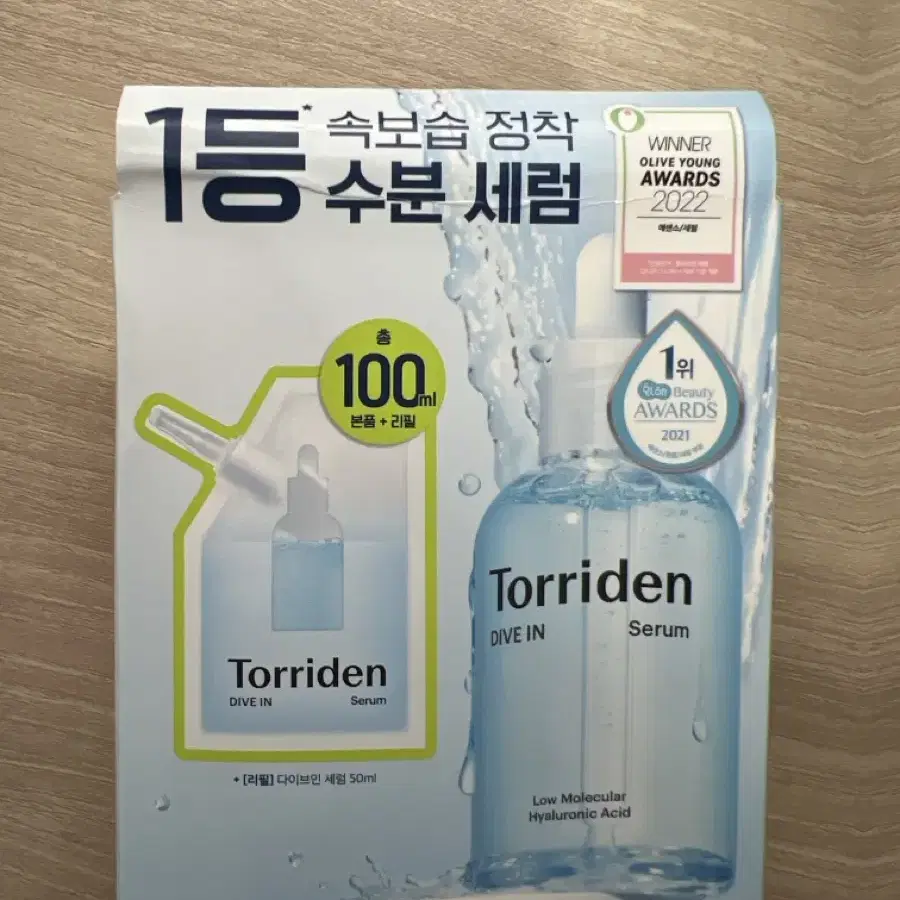 1등*
속보습 정착
수분 세럼
WINNER
OLIVE YOUNG
AWARDS
2022
에센스/세럼
1위
Qoo10 Beauty
AWARDS
2021
총
100ml
본품 + 리필
Torriden
DIVE IN Serum
+ [리필] 다이브인 세럼 50ml
Torriden
DIVE IN Serum
Low Molecular
Hyaluronic Acid